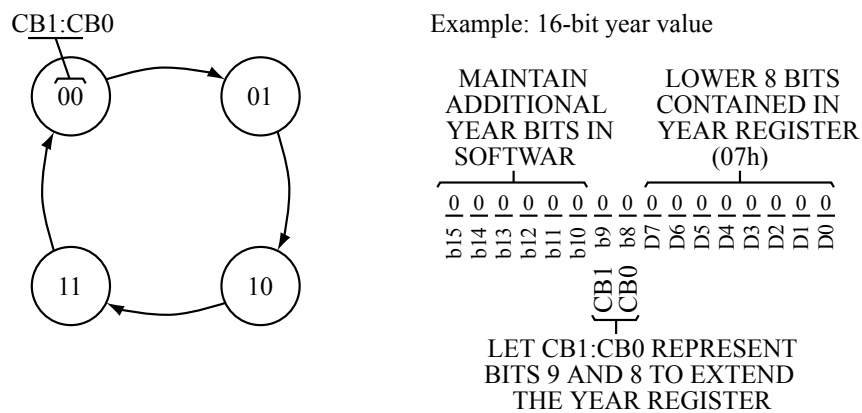 CB1:CB0
00
01
11
10
Example: 16-bit year value
MAINTAIN
ADDITIONAL
YEAR BITS IN
SOFTWAR
LOWER 8 BITS
CONTAINED IN
YEAR REGISTER
(07h)
0 0 0 0 0 0 0 0 0 0 0 0 0 0 0 0
b15 b14 b13 b12 b11 b10 b9 b8 D7 D6 D5 D4 D3 D2 D1 D0
CB1 CB0
LET CB1:CB0 REPRESENT
BITS 9 AND 8 TO EXTEND
THE YEAR REGISTER